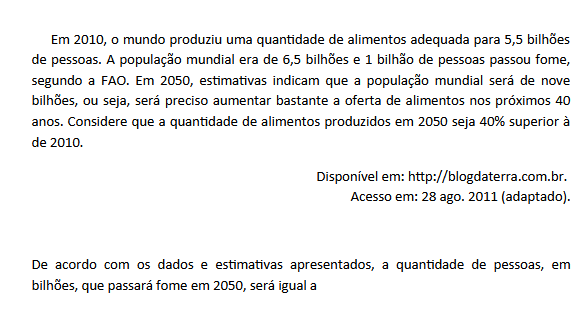 Em 2010, o mundo produziu uma quantidade de alimentos adequada para 5,5 bilhões
de pessoas. A população mundial era de 6,5 bilhões e 1 bilhão de pessoas passou fome,
segundo a FAO. Em 2050, estimativas indicam que a população mundial será de nove
bilhões, ou seja, será preciso aumentar bastante a oferta de alimentos nos próximos 40
anos. Considere que a quantidade de alimentos produzidos em 2050 seja 40% superior à
de 2010.
Disponível em: http://blogdaterra.com.br.
Acesso em: 28 ago. 2011 (adaptado).
De acordo com os dados e estimativas apresentados, a quantidade de pessoas, em
bilhões, que passará fome em 2050, será igual a